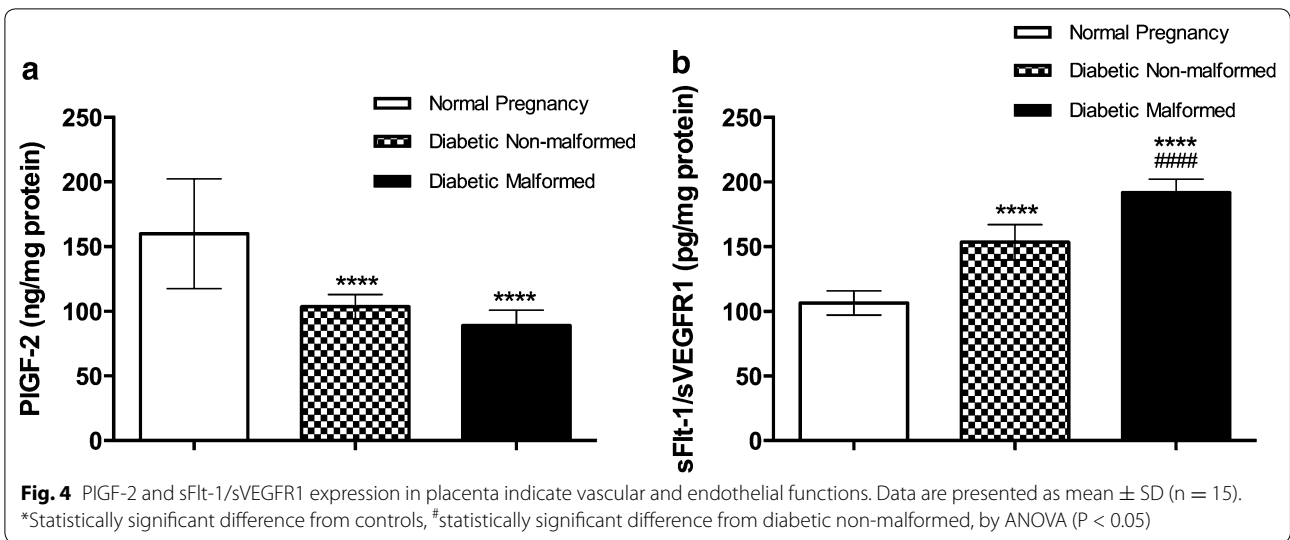 a
Normal Pregnancy
Diabetic Non-malformed
Diabetic Malformed
PIGF-2 (ng/mg protein)
250
200
150
100
50
0
****
****
b
Normal Pregnancy
Diabetic Non-malformed
Diabetic Malformed
sFlt-1/sVEGFR1 (pg/mg protein)
250
200
150
100
50
0
****
****
####
Fig. 4 PIGF-2 and sFlt-1/sVEGFR1 expression in placenta indicate vascular and endothelial functions. Data are presented as mean ± SD (n = 15).
*Statistically significant difference from controls, #statistically significant difference from diabetic non-malformed, by ANOVA (P < 0.05)